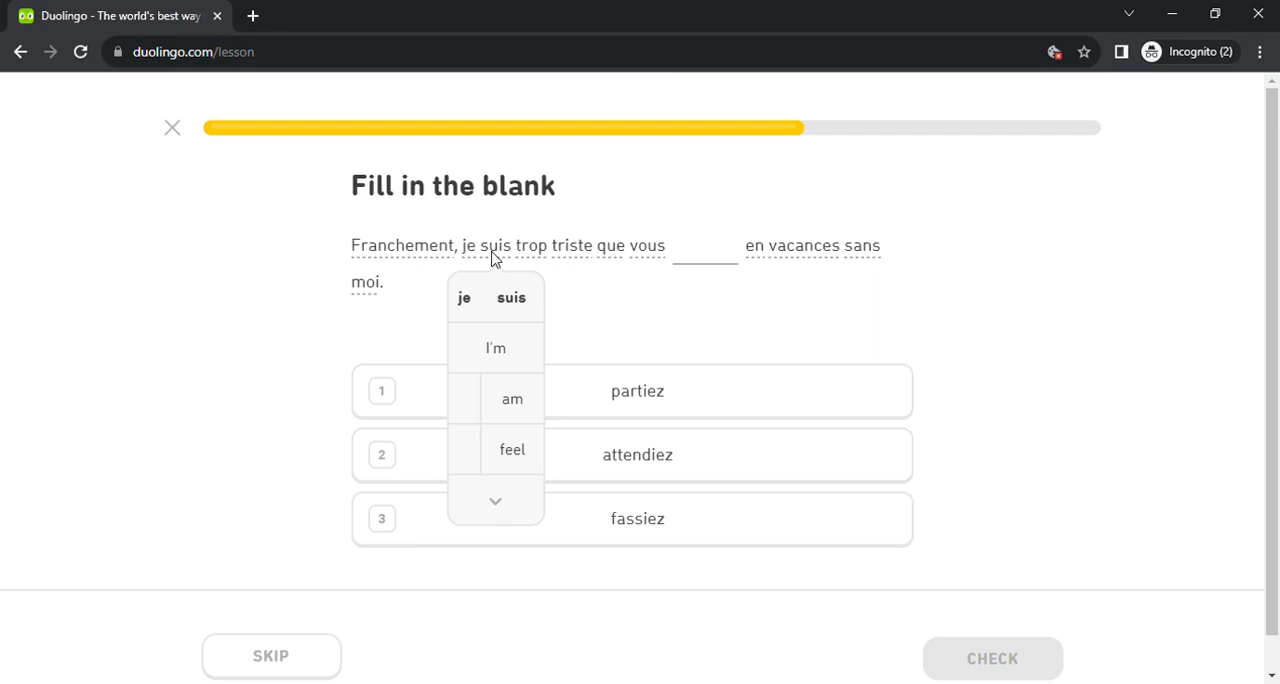 Duolingo - The world's best way
duolingo.com/lesson
Incognito (2)
Fill in the blank
Franchement, je suis trop triste que vous ______ en vacances sans
moi.
je suis
I'm
am
feel
1 partiez
2 attendiez
3 fassiez
SKIP
CHECK